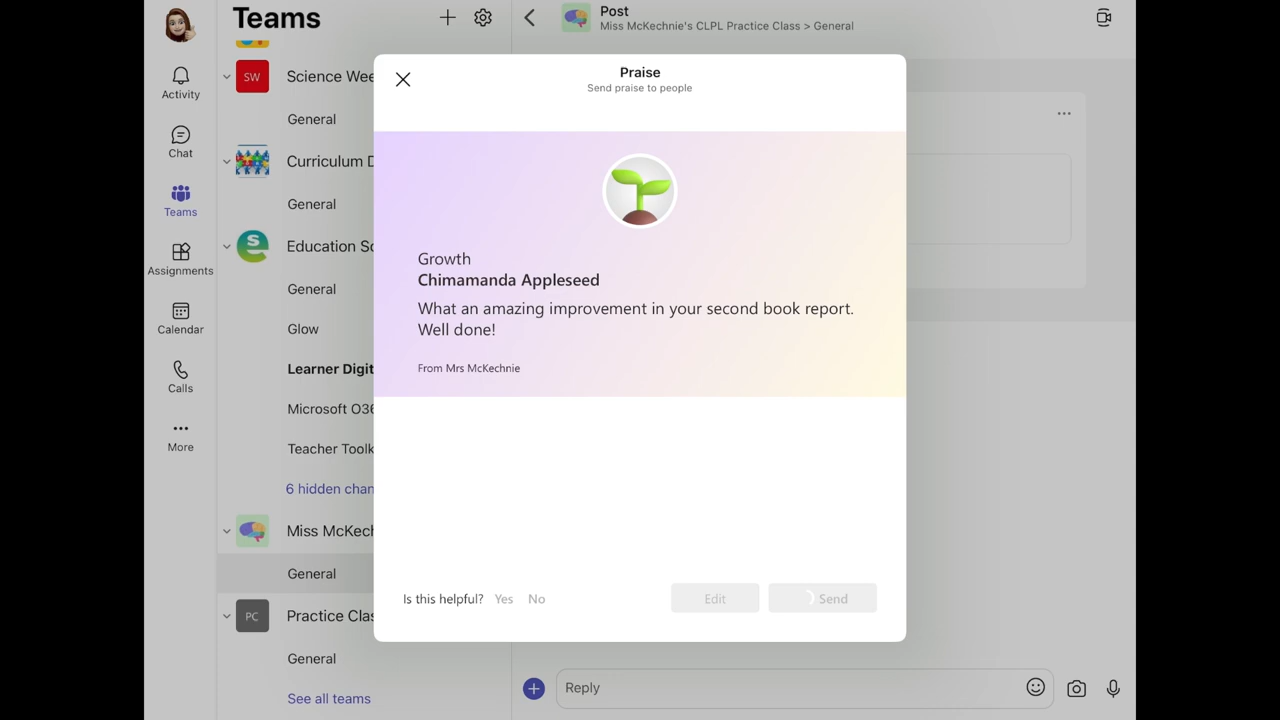 Teams
Activity
Chat
Teams
Assignments
Calendar
Calls
More
SW
Science Wee
General
Curriculum D
General
Education Sc
General
Glow
Learner Digit
Microsoft O36
Teacher Toolk
6 hidden chan
Miss McKech
General
PC
Practice Clas
General
See all teams
Post
Miss McKechnie's CLPL Practice Class > General
Praise
Send praise to people
Growth
Chimamanda Appleseed
What an amazing improvement in your second book report.
Well done!
From Mrs McKechnie
Is this helpful? Yes No
Edit
Send
Reply